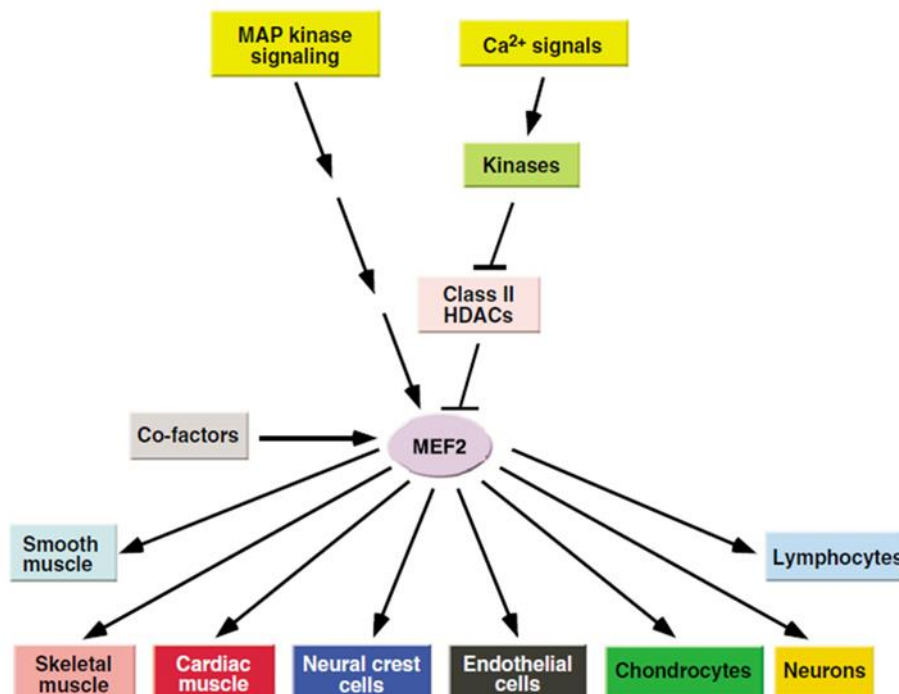 MAP kinase
signaling
Ca²⁺ signals
Kinases
Class II
HDACs
Co-factors
MEF2
Smooth
muscle
Lymphocytes
Skeletal
muscle
Cardiac
muscle
Neural crest
cells
Endothelial
cells
Chondrocytes
Neurons